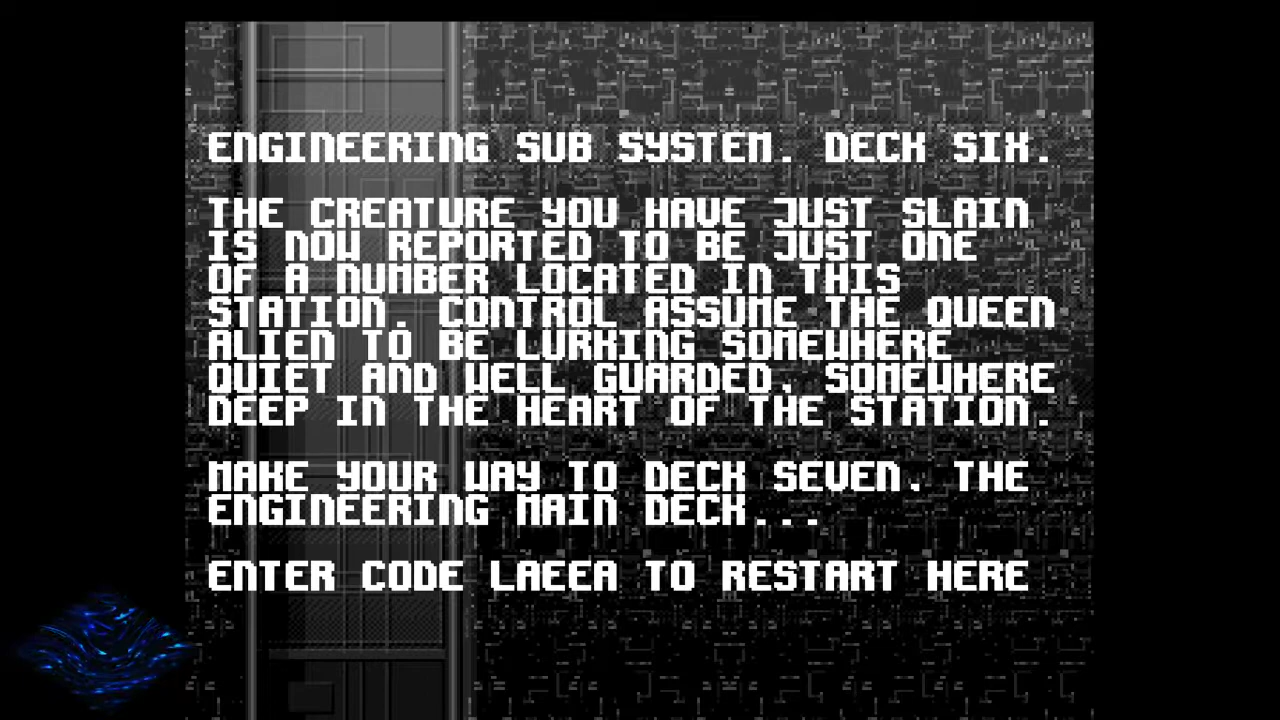 ENGINEERING SUB SYSTEM. DECK SIX.
THE CREATURE YOU HAVE JUST SLAIN
IS NOW REPORTED TO BE JUST ONE
OF A NUMBER LOCATED IN THIS
STATION. CONTROL ASSUME THE QUEEN
ALIEN TO BE LURKING SOMEWHERE
QUIET AND WELL GUARDED. SOMEWHERE
DEEP IN THE HEART OF THE STATION.
MAKE YOUR WAY TO DECK SEVEN. THE
ENGINEERING MAIN DECK...
ENTER CODE LAEEA TO RESTART HERE